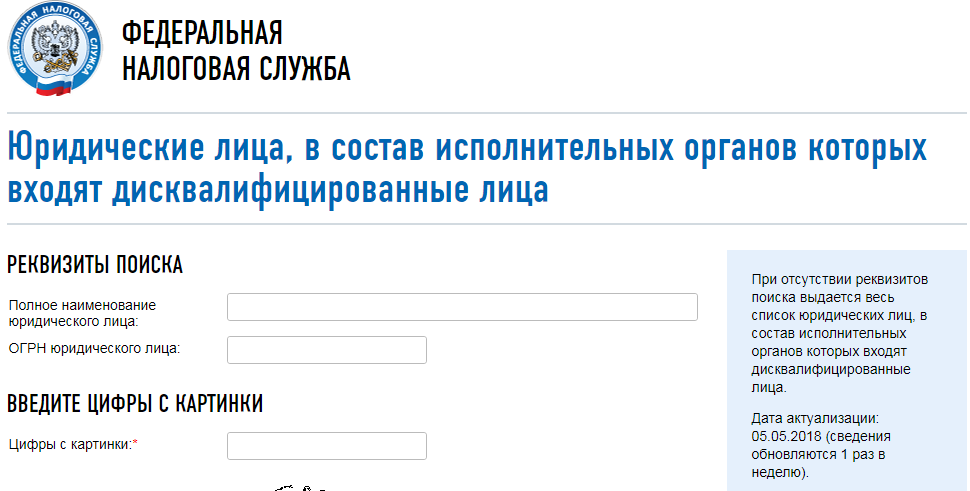 ФЕДЕРАЛЬНАЯ НАЛОГОВАЯ СЛУЖБА
ФЕДЕРАЛЬНАЯ
НАЛОГОВАЯ СЛУЖБА
Юридические лица, в состав исполнительных органов которых
входят дисквалифицированные лица
РЕКВИЗИТЫ ПОИСКА
Полное наименование
юридического лица:
ОГРН юридического лица:
ВВЕДИТЕ ЦИФРЫ С КАРТИНКИ
Цифры с картинки:*
При отсутствии реквизитов
поиска выдается весь
список юридических лиц, в
состав исполнительных
органов которых входят
дисквалифицированные
лица.
Дата актуализации:
05.05.2018 (сведения
обновляются 1 раз в
неделю).